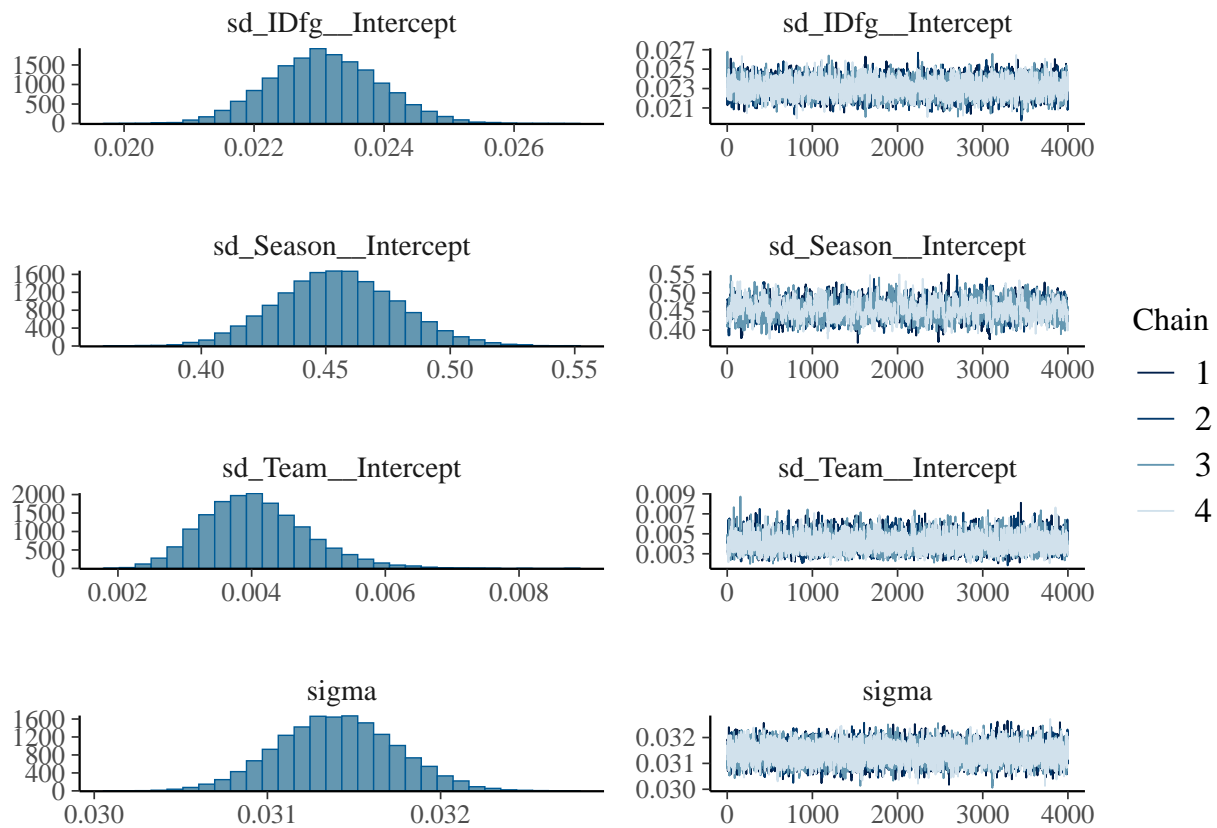 sd_IDfg__Intercept
1500
1000
500
0
0.020 0.022 0.024 0.026
sd_IDfg__Intercept
0.027
0.025
0.023
0.021
0 1000 2000 3000 4000
sd_Season__Intercept
1600
1200
800
400
0
0.40 0.45 0.50 0.55
sd_Season__Intercept
0.55
0.50
0.45
0.40
0 1000 2000 3000 4000
sd_Team__Intercept
2000
1500
1000
500
0
0.002 0.004 0.006 0.008
sd_Team__Intercept
0.009
0.007
0.005
0.003
0 1000 2000 3000 4000
sigma
1600
1200
800
400
0
0.030 0.031 0.032
sigma
0.032
0.031
0.030
0 1000 2000 3000 4000
Chain
1
2
3
4